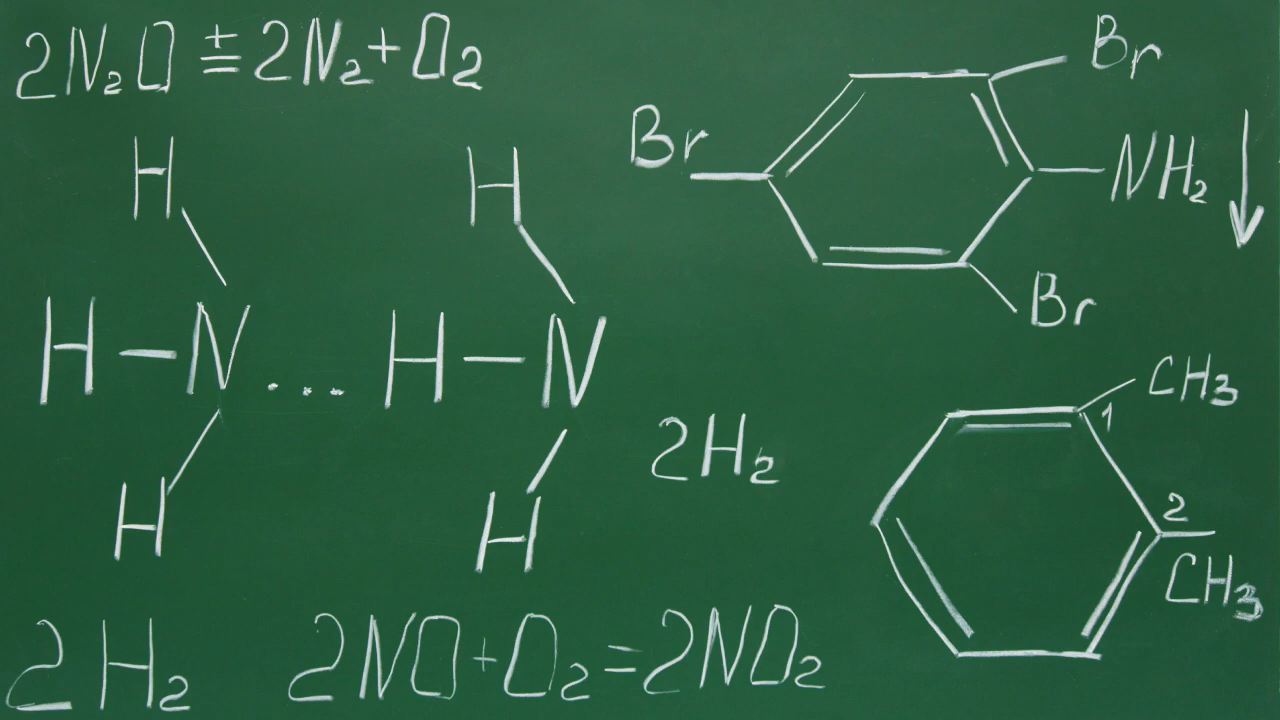 2N₂O ± 2N₂ + O₂
Br
Br
NH₂ ↓
Br
H H
H – N ... H – N
H H
CH₃
1
2H₂
2
CH₃
2H₂
2NO + O₂ = 2NO₂